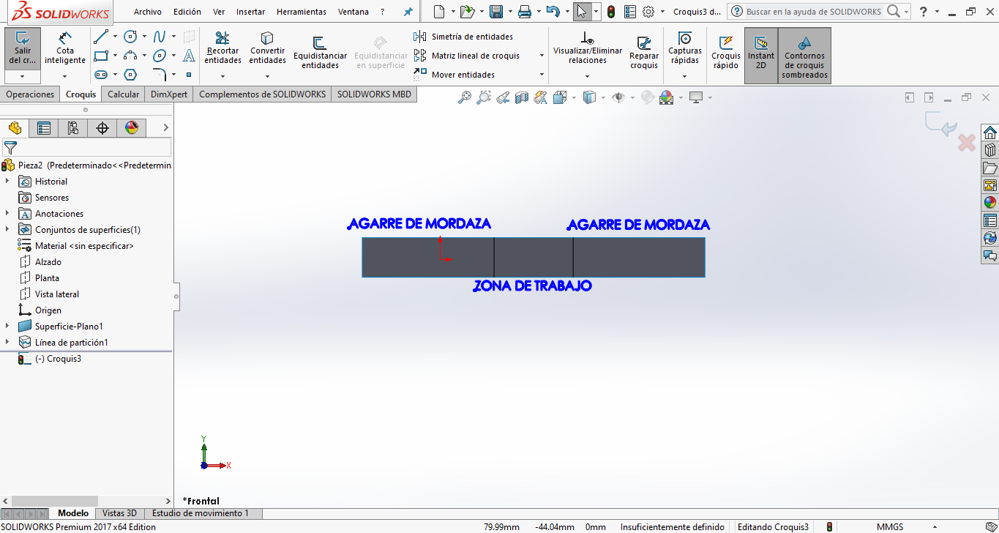 SOLIDWORKS
Archivo Edición Ver Insertar Herramientas Ventana ?
Croquis3 d...
Buscar en la ayuda de SOLIDWORKS
?
Salir del cr...
Cota inteligente
Recortar entidades
Convertir entidades
Equidistanciar entidades
Equidistanciar en superficie
Simetría de entidades
Matriz lineal de croquis
Mover entidades
Visualizar/Eliminar relaciones
Reparar croquis
Capturas rápidas
Croquis rápido
Instant 2D
Contornos de croquis sombreados
Operaciones Croquis Calcular DimXpert Complementos de SOLIDWORKS SOLIDWORKS MBD
Pieza2 (Predeterminado<<Predetermin
Historial
Sensores
Anotaciones
Conjuntos de superficies(1)
Material <sin especificar>
Alzado
Planta
Vista lateral
Origen
Superficie-Plano1
Línea de partición1
(-) Croquis3
AGARRE DE MORDAZA
AGARRE DE MORDAZA
ZONA DE TRABAJO
Y
X
*Frontal
Modelo Vistas 3D Estudio de movimiento 1
SOLIDWORKS Premium 2017 x64 Edition
79.99mm -44.04mm 0mm Insuficientemente definido Editando Croquis3 MMGS